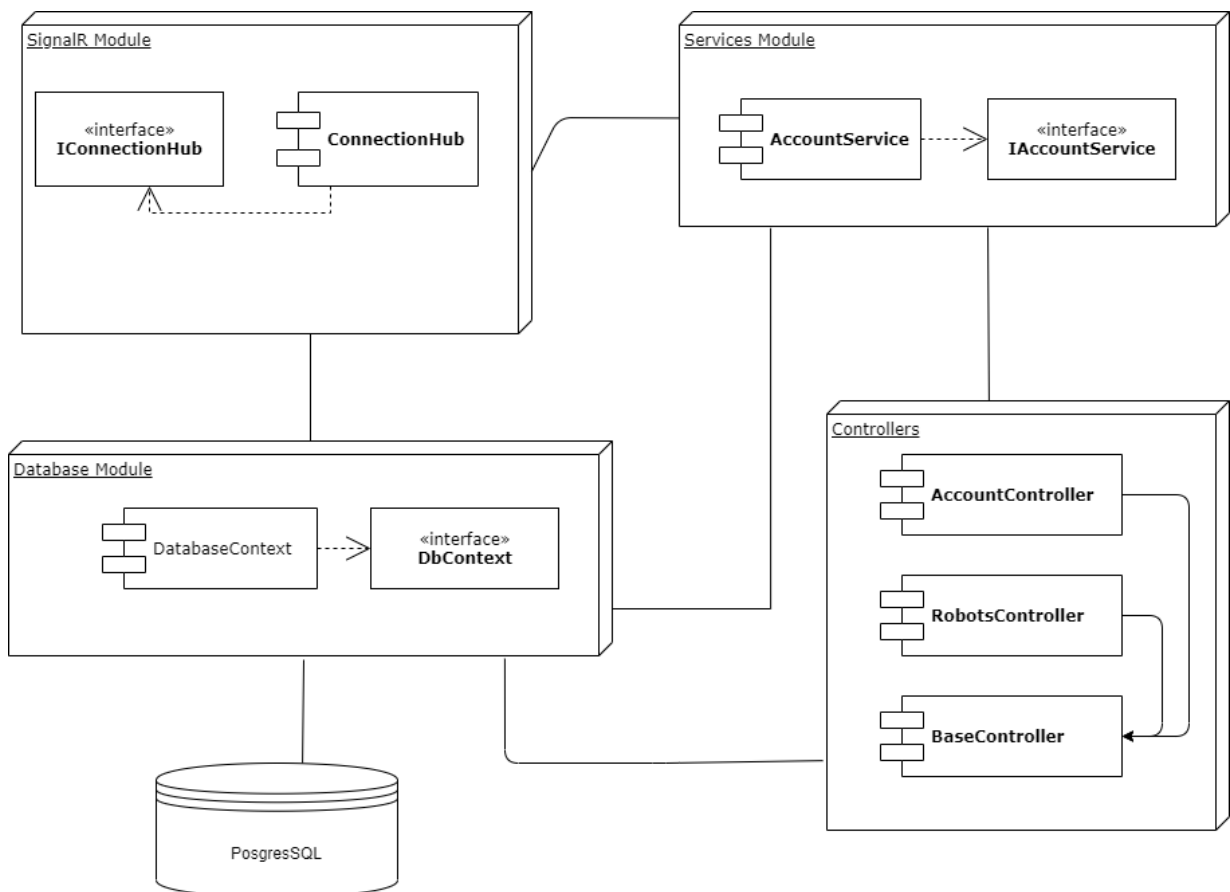 SignalR Module
«interface»
IConnectionHub
ConnectionHub
Services Module
AccountService
«interface»
IAccountService
Database Module
DatabaseContext
«interface»
DbContext
Controllers
AccountController
RobotsController
BaseController
PosgresSQL